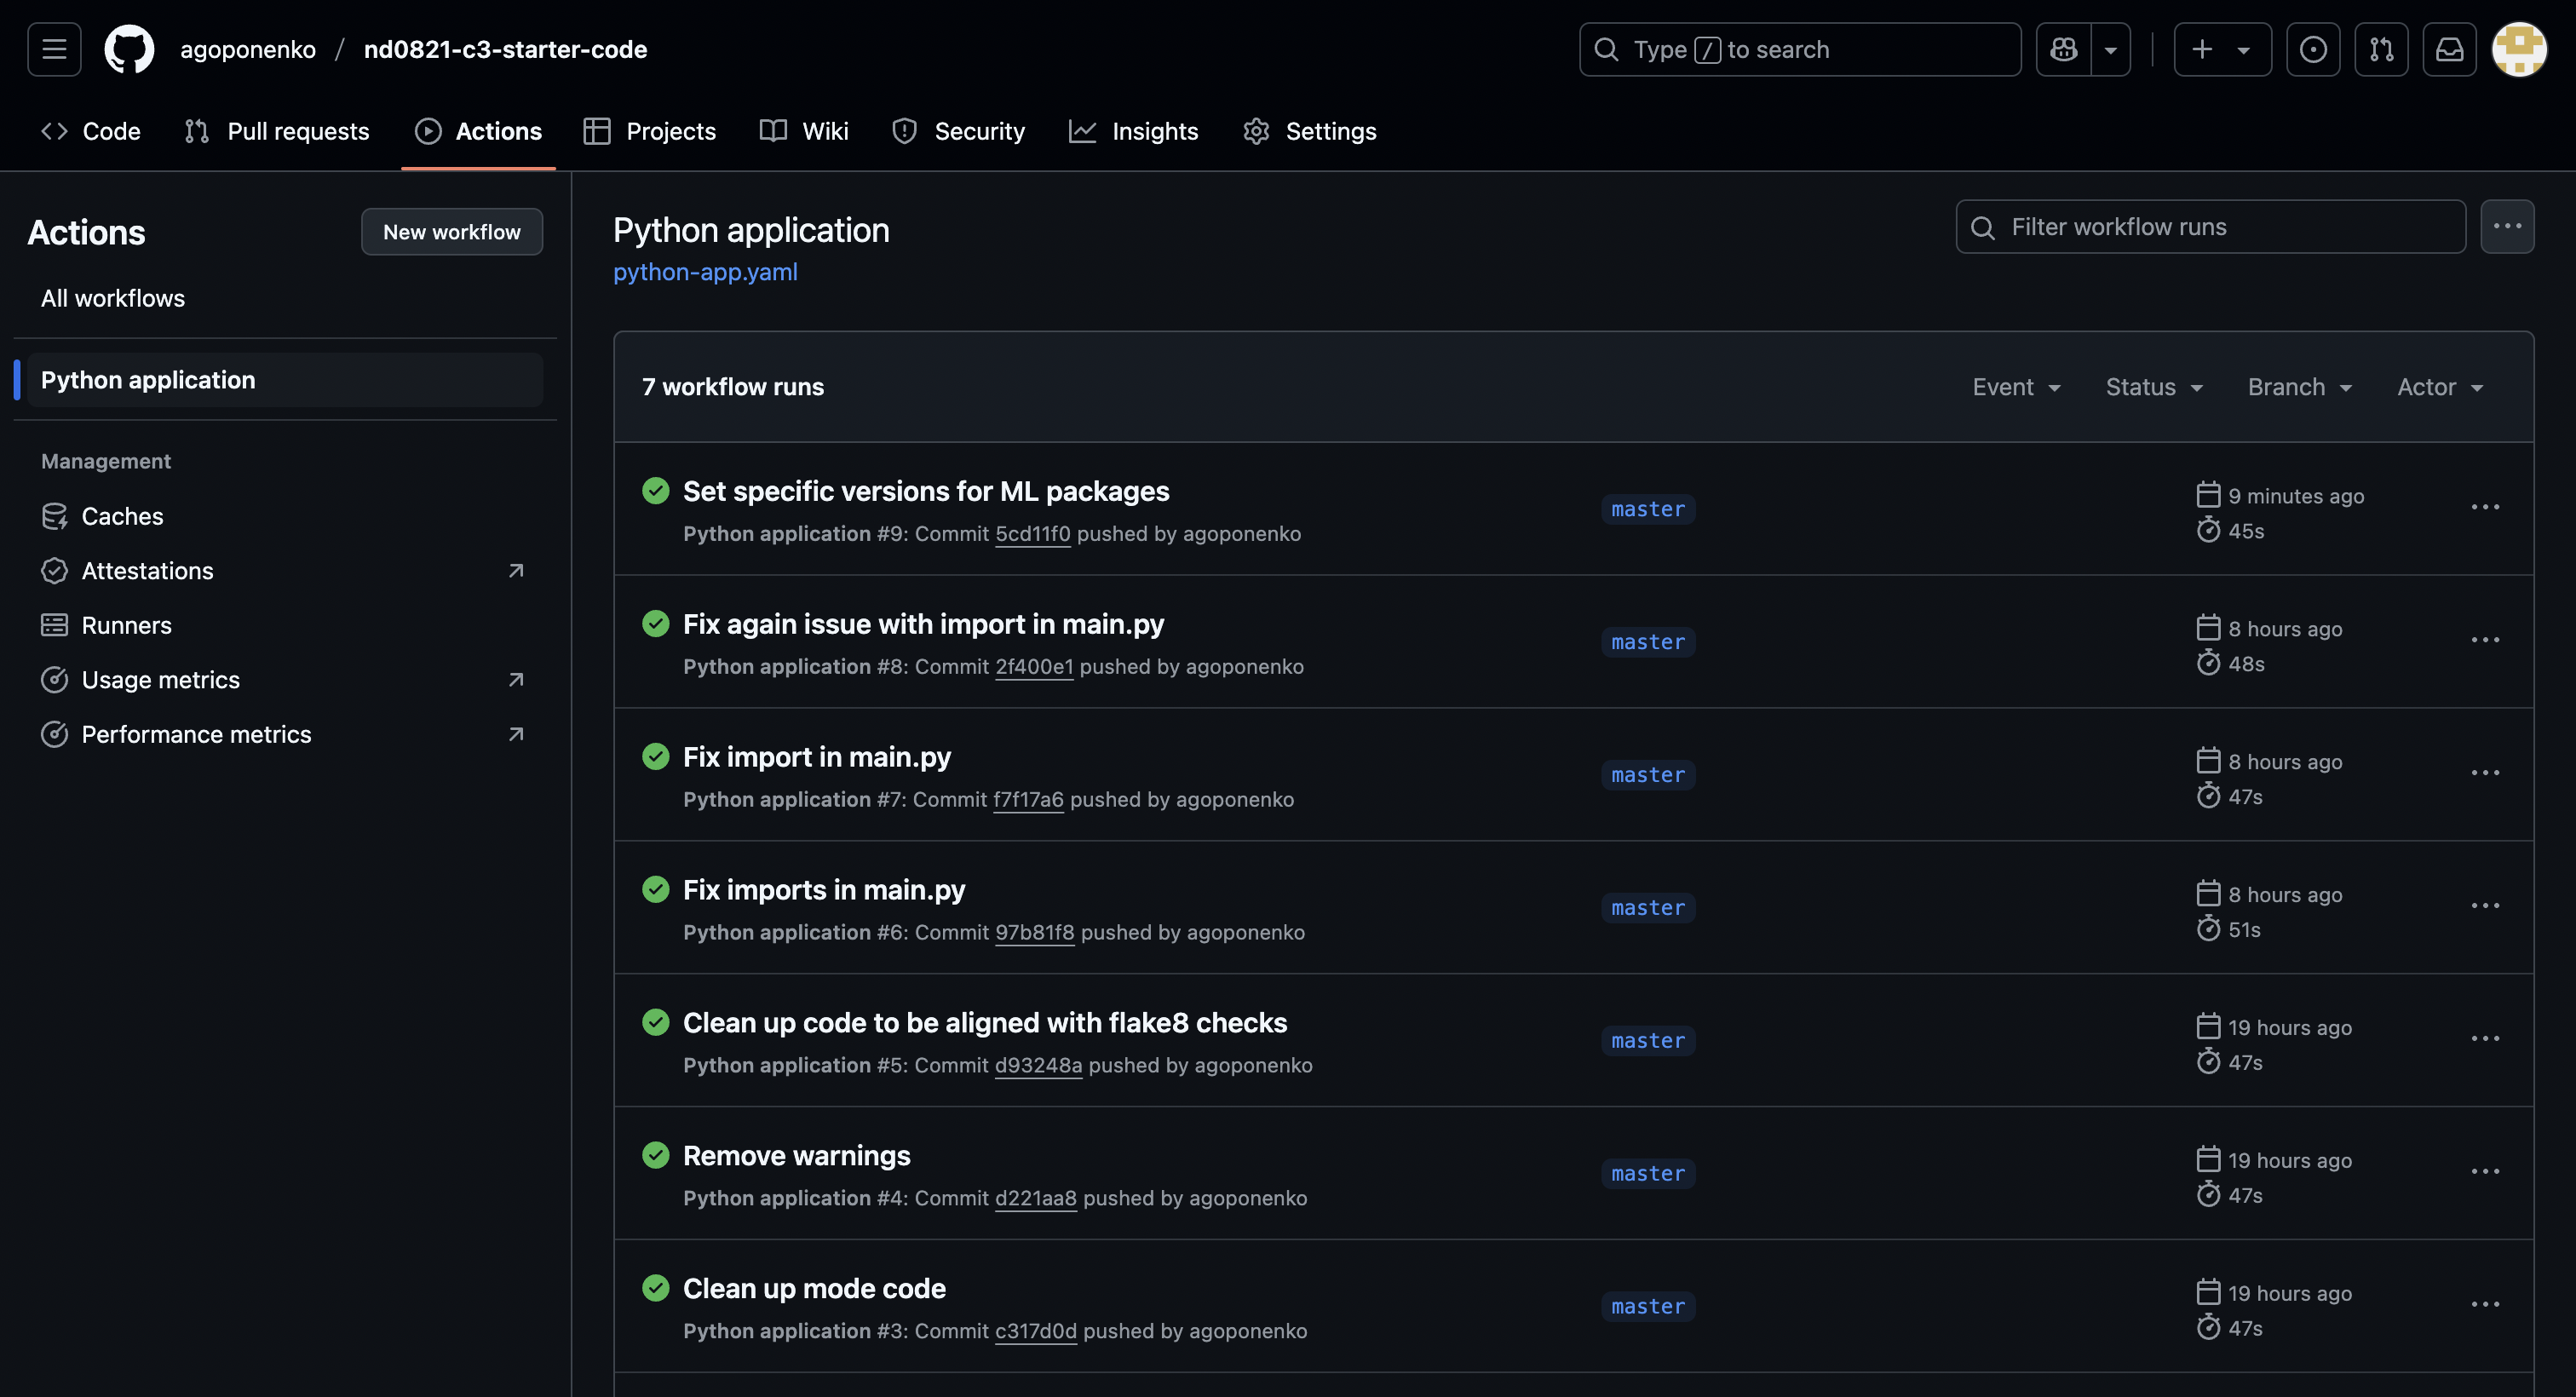 agoponenko / nd0821-c3-starter-code
Type / to search
Code Pull requests Actions Projects Wiki Security Insights Settings
Actions
New workflow
All workflows
Python application
Management
Caches
Attestations
Runners
Usage metrics
Performance metrics
Python application
python-app.yaml
Filter workflow runs
7 workflow runs
Event Status Branch Actor
Set specific versions for ML packages
Python application #9: Commit 5cd11f0 pushed by agoponenko
master
9 minutes ago
45s
Fix again issue with import in main.py
Python application #8: Commit 2f400e1 pushed by agoponenko
master
8 hours ago
48s
Fix import in main.py
Python application #7: Commit f7f17a6 pushed by agoponenko
master
8 hours ago
47s
Fix imports in main.py
Python application #6: Commit 97b81f8 pushed by agoponenko
master
8 hours ago
51s
Clean up code to be aligned with flake8 checks
Python application #5: Commit d93248a pushed by agoponenko
master
19 hours ago
47s
Remove warnings
Python application #4: Commit d221aa8 pushed by agoponenko
master
19 hours ago
47s
Clean up mode code
Python application #3: Commit c317d0d pushed by agoponenko
master
19 hours ago
47s